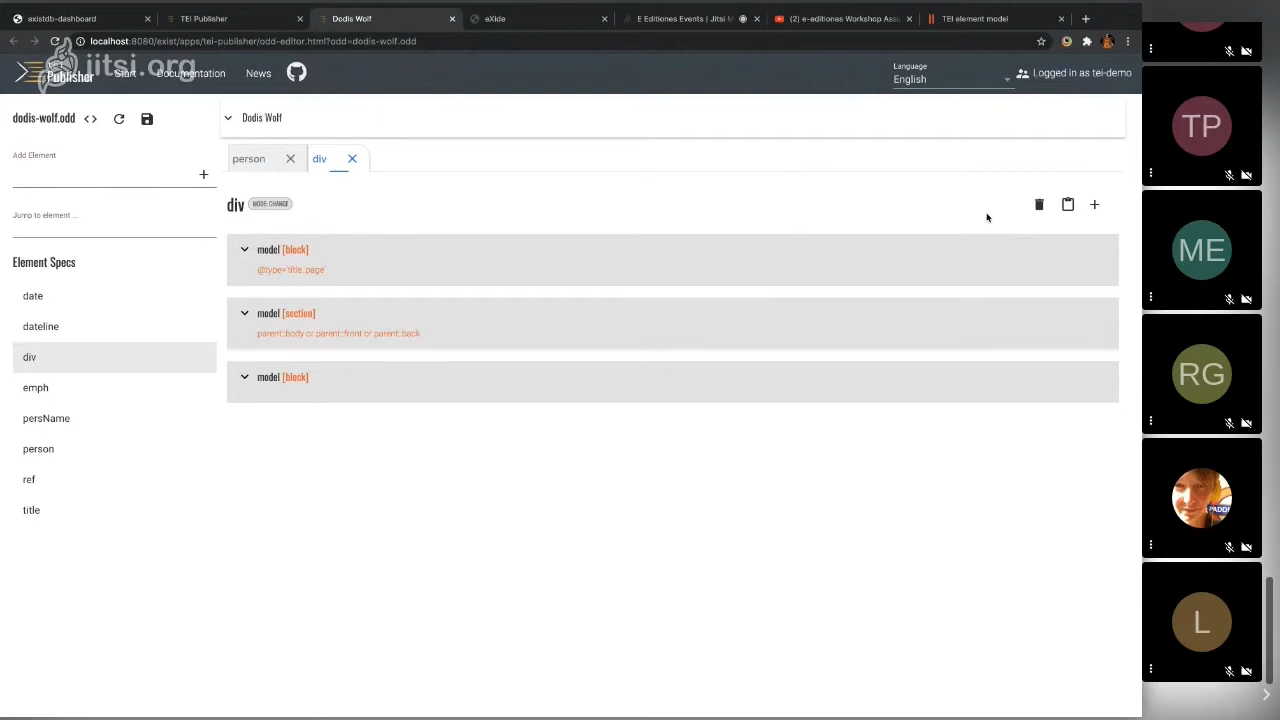 existdb-dashboard
TEI Publisher
Dodis Wolf
eXide
E Editiones Events | Jitsi M
(2) e-editiones Workshop Assig
TEI element model
localhost:8080/exist/apps/tei-publisher/odd-editor.html?odd=dodis-wolf.odd
jitsi.org
Publisher
Start
Documentation
News
Language
English
Logged in as tei-demo
dodis-wolf.odd
Dodis Wolf
Add Element
person
div
Jump to element ...
div
MODE: CHANGE
Element Specs
model [block]
@type='title_page'
date
dateline
div
emph
persName
person
ref
title
model [section]
parent::body or parent::front or parent::back
model [block]
TP
ME
RG
PADD
L